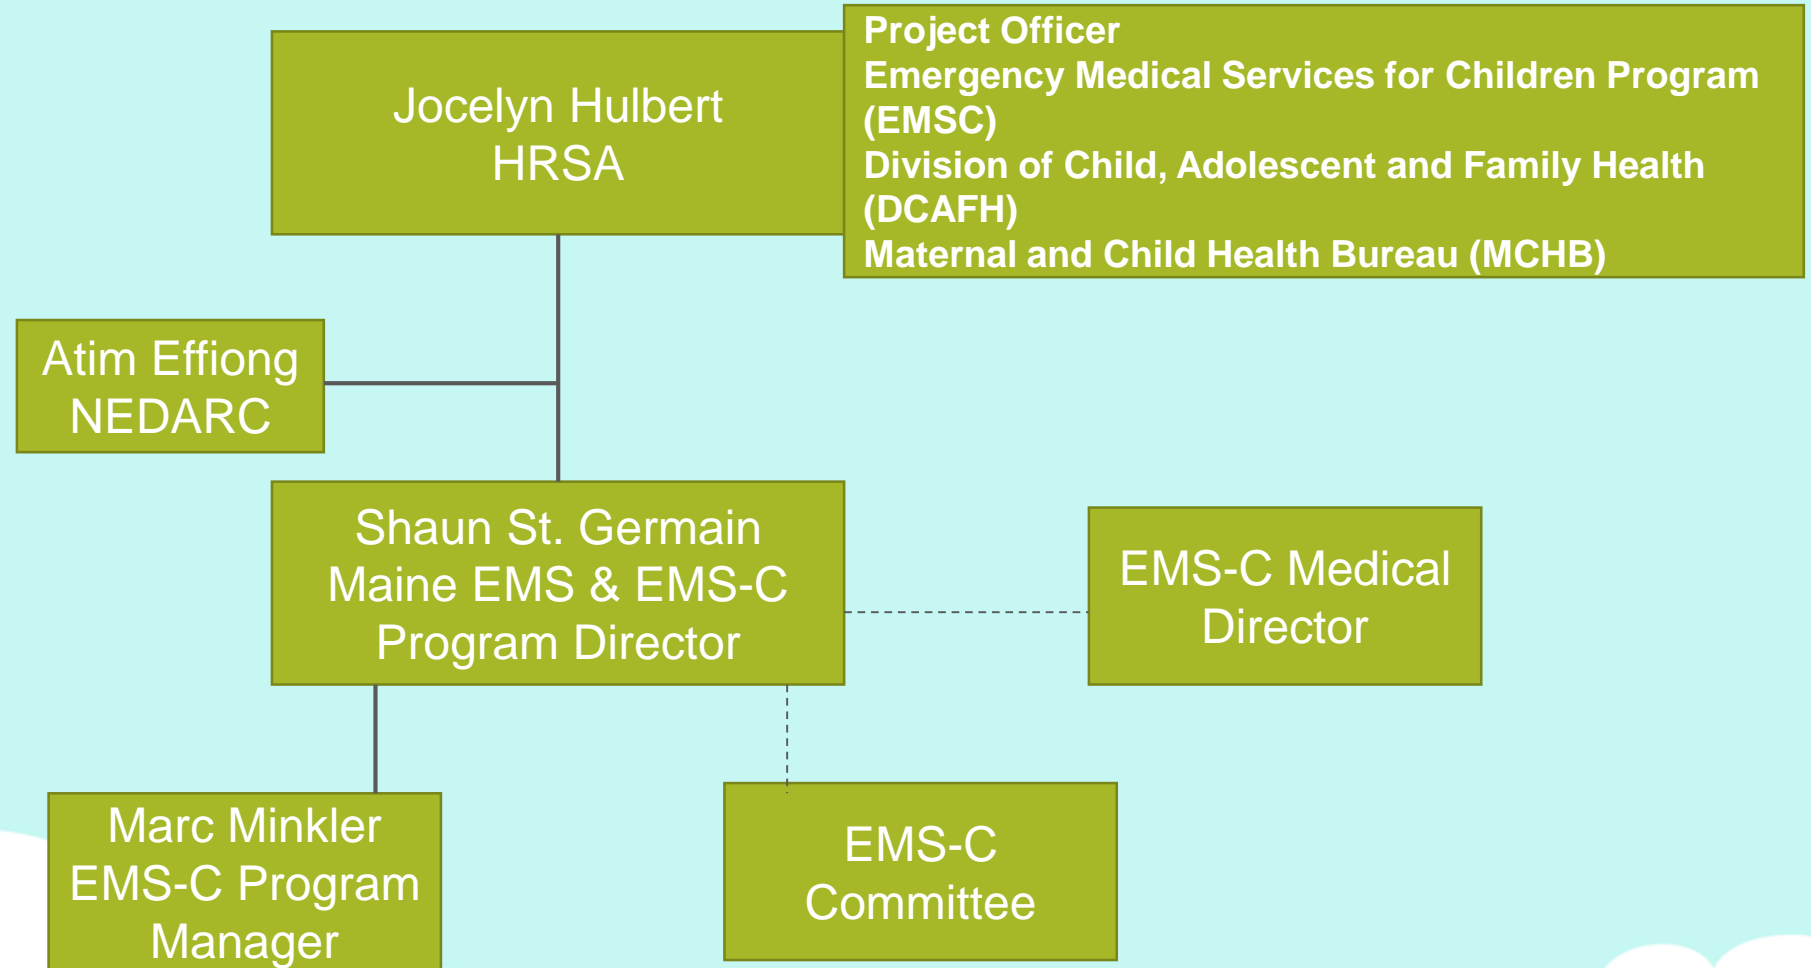 Jocelyn Hulbert
HRSA
Project Officer
Emergency Medical Services for Children Program
(EMSC)
Division of Child, Adolescent and Family Health
(DCAFH)
Maternal and Child Health Bureau (MCHB)
Atim Effiong
NEDARC
Shaun St. Germain
Maine EMS & EMS-C
Program Director
EMS-C Medical
Director
Marc Minkler
EMS-C Program
Manager
EMS-C
Committee